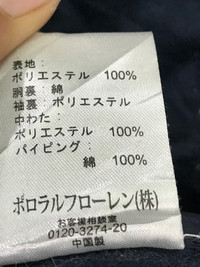 表地:
ポリエステル 100%
胴裏: 綿
袖裏: ポリエステル
中わた:
ポリエステル 100%
パイピング:
綿 100%
ポロラルフローレン(株)
お客様相談室
0120-3274-20
中国製